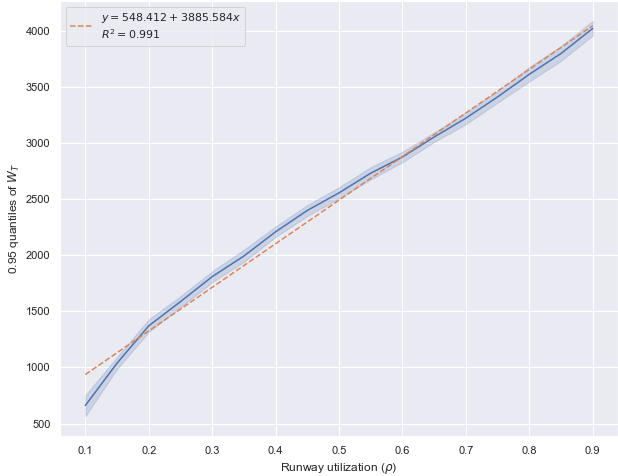 y = 548.412 + 3885.584x
R² = 0.991
4000
3500
3000
2500
2000
1500
1000
500
0.95 quantiles of W_T
0.1 0.2 0.3 0.4 0.5 0.6 0.7 0.8 0.9
Runway utilization (ρ)